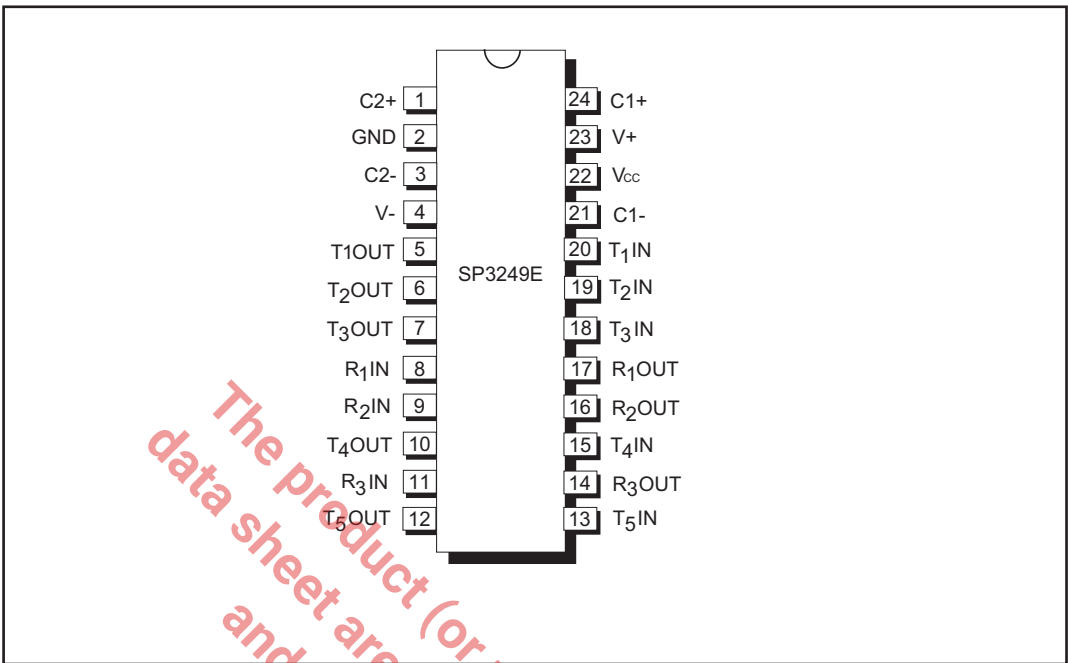 C2+ 1
GND 2
C2- 3
V- 4
T1OUT 5
T2OUT 6
T3OUT 7
R1IN 8
R2IN 9
T4OUT 10
R3IN 11
T5OUT 12
SP3249E
24 C1+
23 V+
22 Vcc
21 C1-
20 T1IN
19 T2IN
18 T3IN
17 R1OUT
16 R2OUT
15 T4IN
14 R3OUT
13 T5IN
The product (or
data sheet are
and